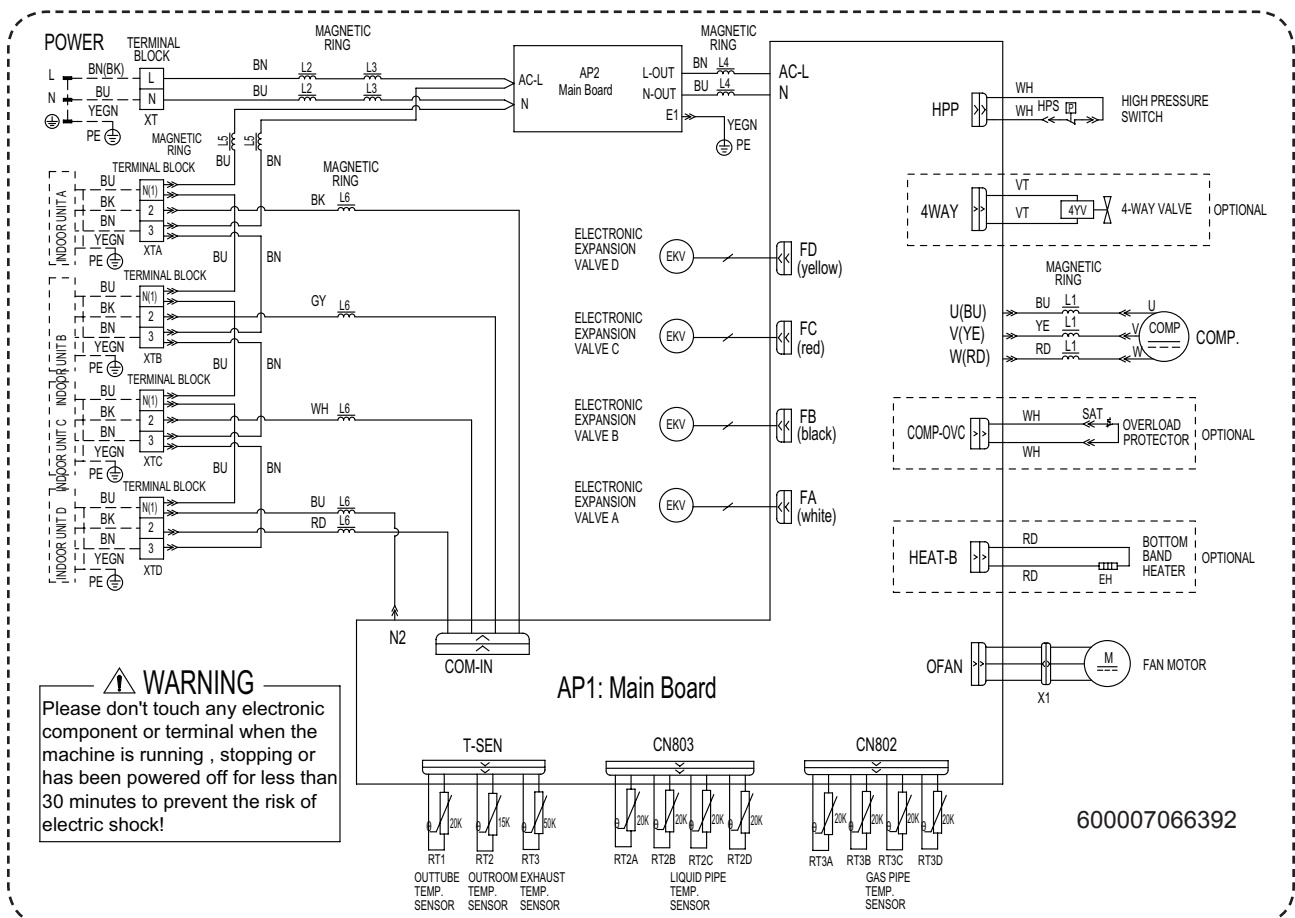 POWER
TERMINAL
BLOCK
MAGNETIC
RING
L
BN(BK)
L
BN
L2
L3
N
BU
N
BU
L2
L3
YEGN
XT
PE
AP2
Main Board
AC-L
N
L-OUT
N-OUT
E1
MAGNETIC
RING
BN
L4
BU
L4
YEGN
PE
AC-L
N
MAGNETIC
RING
L5
L5
BU
BN
TERMINAL BLOCK
INDOOR UNIT A
BU
N(1)
BK
2
BN
3
YEGN
PE
XTA
BU
BN
MAGNETIC
RING
BK
L6
TERMINAL BLOCK
INDOOR UNIT B
BU
N(1)
BK
2
BN
3
YEGN
PE
XTB
BU
BN
GY
L6
TERMINAL BLOCK
INDOOR UNIT C
BU
N(1)
BK
2
BN
3
YEGN
PE
XTC
BU
BN
WH
L6
TERMINAL BLOCK
INDOOR UNIT D
BU
N(1)
BK
2
BN
3
YEGN
PE
XTD
BU
L6
RD
L6
N2
COM-IN
ELECTRONIC
EXPANSION
VALVE D
EKV
FD
(yellow)
ELECTRONIC
EXPANSION
VALVE C
EKV
FC
(red)
ELECTRONIC
EXPANSION
VALVE B
EKV
FB
(black)
ELECTRONIC
EXPANSION
VALVE A
EKV
FA
(white)
HPP
WH
WH
HPS
P
HIGH PRESSURE
SWITCH
4WAY
VT
VT
4YV
4-WAY VALVE
OPTIONAL
MAGNETIC
RING
U(BU)
BU
L1
U
V(YE)
YE
L1
V
W(RD)
RD
L1
W
COMP
COMP.
COMP-OVC
WH
SAT
WH
OVERLOAD
PROTECTOR
OPTIONAL
HEAT-B
RD
RD
EH
BOTTOM
BAND
HEATER
OPTIONAL
OFAN
X1
M
FAN MOTOR
AP1: Main Board
WARNING
Please don't touch any electronic
component or terminal when the
machine is running , stopping or
has been powered off for less than
30 minutes to prevent the risk of
electric shock!
T-SEN
θ
20K
θ
15K
θ
50K
RT1
RT2
RT3
OUTTUBE
TEMP.
SENSOR
OUTROOM
TEMP.
SENSOR
EXHAUST
TEMP.
SENSOR
CN803
θ
20K
θ
20K
θ
20K
θ
20K
RT2A
RT2B
RT2C
RT2D
LIQUID PIPE
TEMP.
SENSOR
CN802
θ
20K
θ
20K
θ
20K
θ
20K
RT3A
RT3B
RT3C
RT3D
GAS PIPE
TEMP.
SENSOR
600007066392